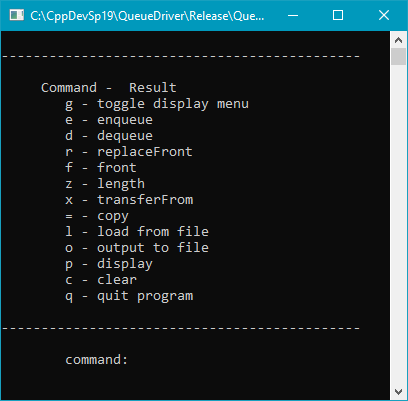 C:\CppDevSp19\QueueDriver\Release\Que...
---------------------------------------------
Command -  Result
g - toggle display menu
e - enqueue
d - dequeue
r - replaceFront
f - front
z - length
x - transferFrom
= - copy
l - load from file
o - output to file
p - display
c - clear
q - quit program
---------------------------------------------
command: